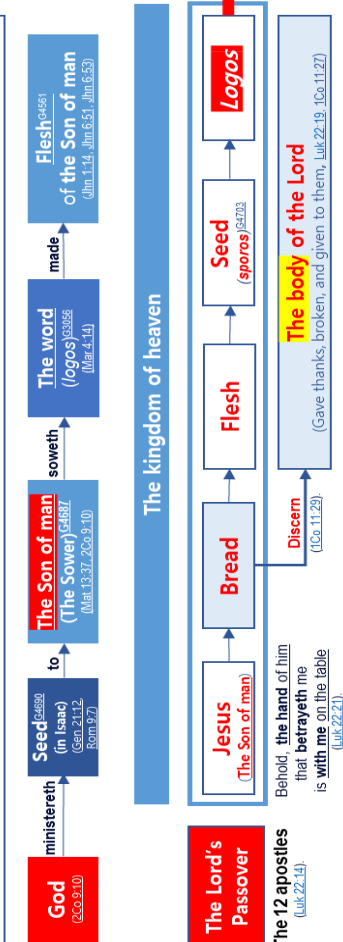 God
(2Co 9:10)
ministereth
Seed G4690
(in Isaac)
(Gen 21:12,
Rom 9:7)
to
The Son of man
(The Sower) G4687
(Mat 13:37, 2Co 9:10)
soweth
The word
(logos) G3056
(Mar 4:14)
made
Flesh G4561
of the Son of man
(Jhn 1:14, Jhn 6:51, Jhn 6:53)
The kingdom of heaven
The Lord's
Passover
Jesus
(The Son of man)
Bread
Flesh
Seed
(sporos) G4703
Logos
The 12 apostles
(Luk 22:14).
Behold, the hand of him
that betrayeth me
is with me on the table
(Luk 22:21).
Discern
(1Co 11:29).
The body of the Lord
(Gave thanks, broken, and given to them, Luk 22:19, 1Co 11:27)